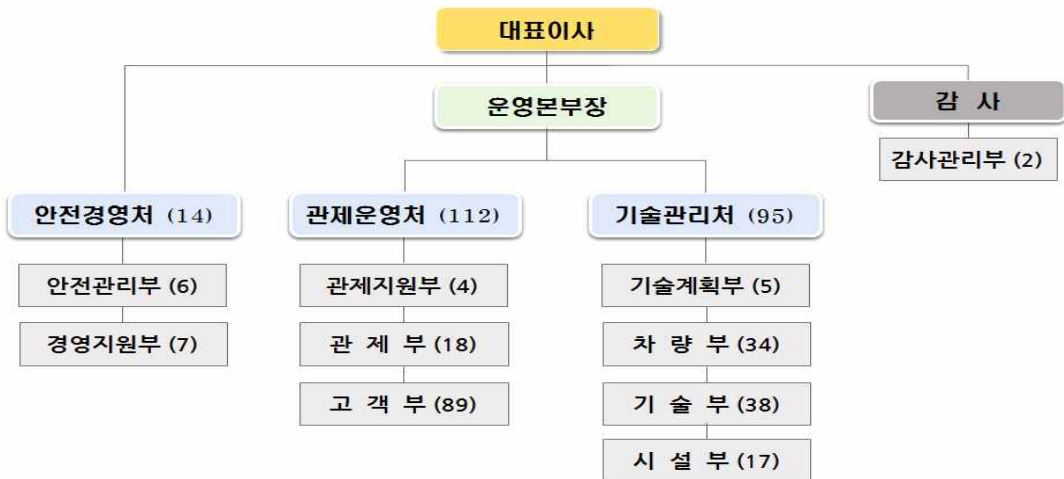 대표이사
운영본부장
감 사
감사관리부 (2)
안전경영처 (14)
관제운영처 (112)
기술관리처 (95)
안전관리부 (6)
관제지원부 (4)
기술계획부 (5)
경영지원부 (7)
관 제 부 (18)
차 량 부 (34)
고 객 부 (89)
기 술 부 (38)
시 설 부 (17)